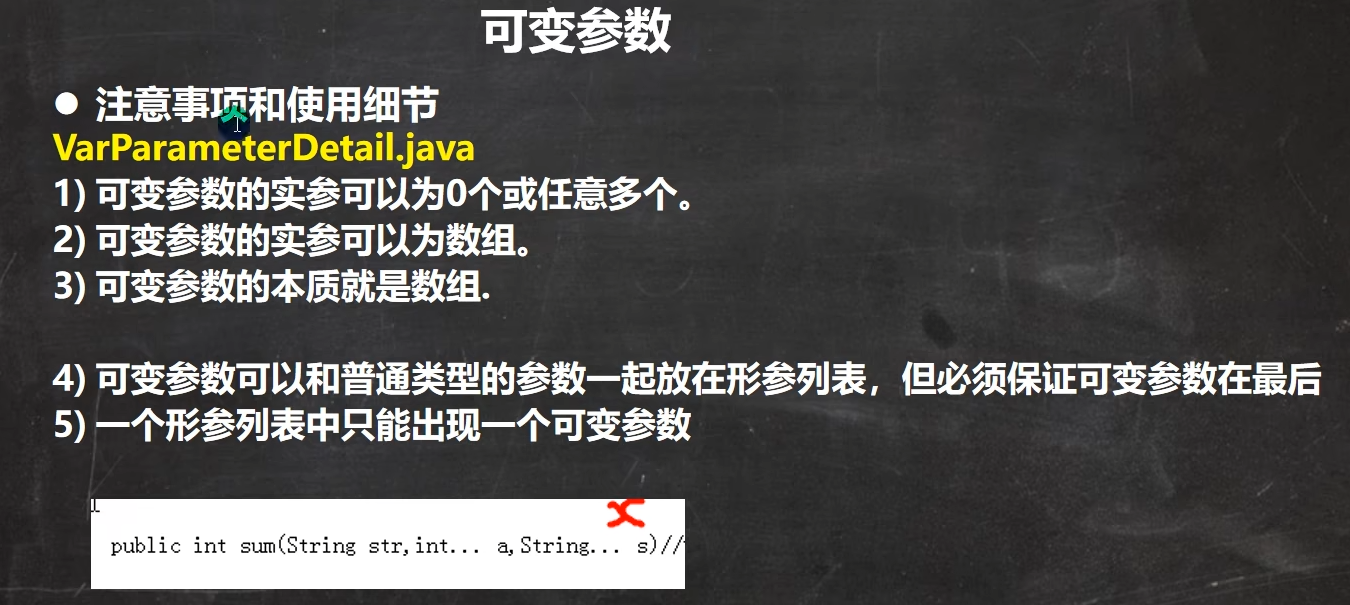 可变参数
● 注意事项和使用细节
VarParameterDetail.java
1) 可变参数的实参可以为0个或任意多个。
2) 可变参数的实参可以为数组。
3) 可变参数的本质就是数组.
4) 可变参数可以和普通类型的参数一起放在形参列表，但必须保证可变参数在最后
5) 一个形参列表中只能出现一个可变参数
public int sum(String str,int... a,String... s)//